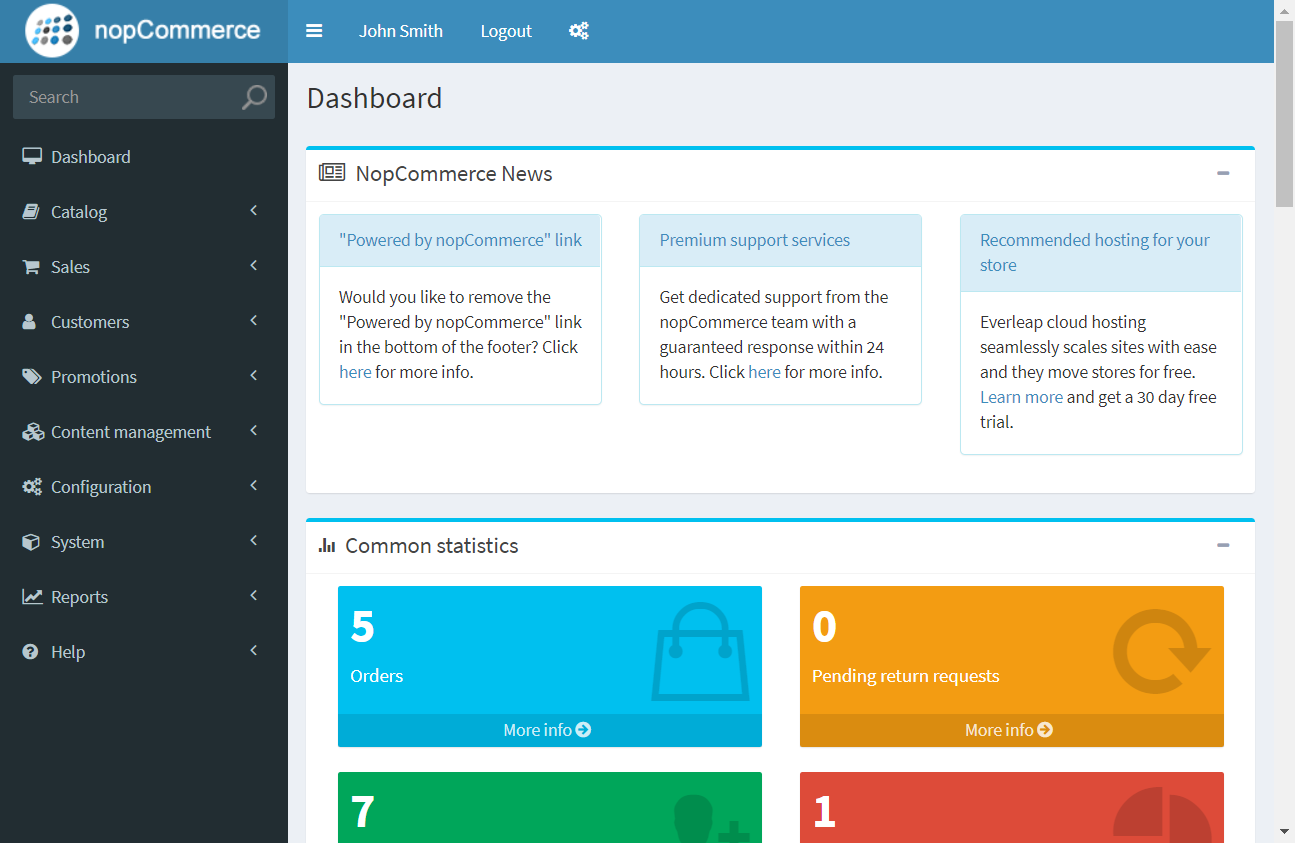 nopCommerce
John Smith
Logout
Search
Dashboard
Catalog
Sales
Customers
Promotions
Content management
Configuration
System
Reports
Help
Dashboard
NopCommerce News
"Powered by nopCommerce" link
Would you like to remove the
"Powered by nopCommerce" link
in the bottom of the footer? Click
here for more info.
Premium support services
Get dedicated support from the
nopCommerce team with a
guaranteed response within 24
hours. Click here for more info.
Recommended hosting for your
store
Everleap cloud hosting
seamlessly scales sites with ease
and they move stores for free.
Learn more and get a 30 day free
trial.
Common statistics
5
Orders
More info
0
Pending return requests
More info
7
1